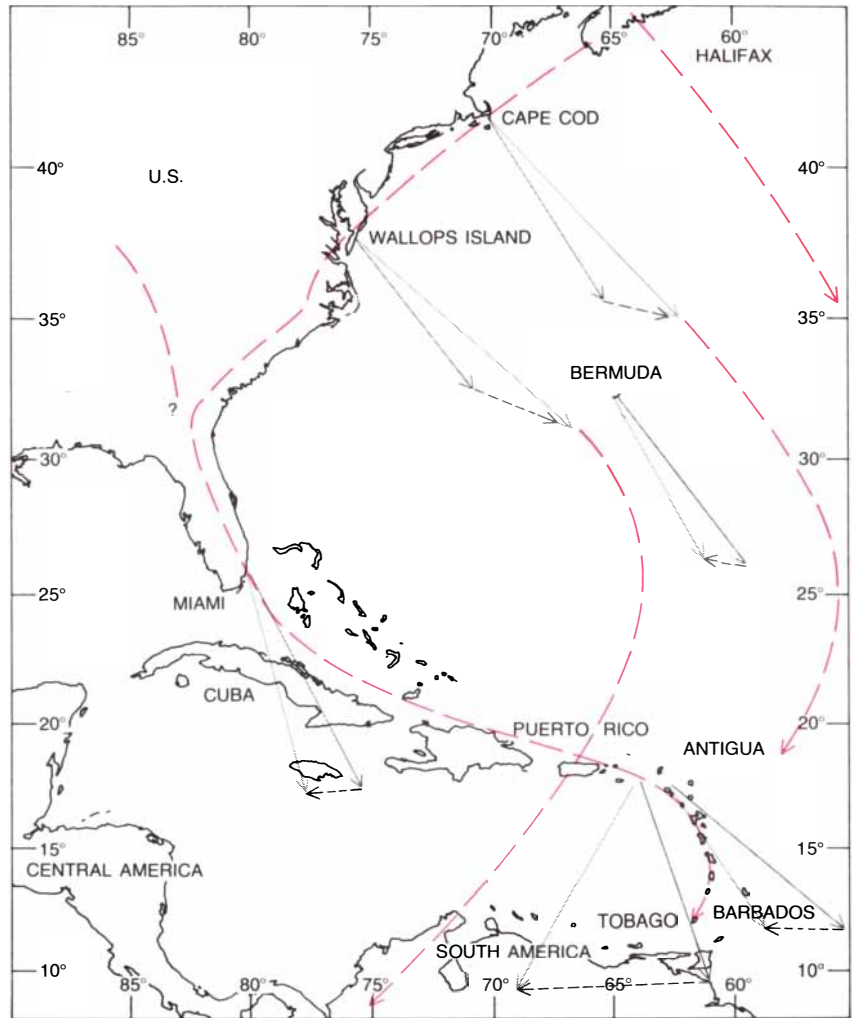 85° 80° 75° 70° 65° 60°
HALIFAX
CAPE COD
40° U.S. 40°
WALLOPS ISLAND
35° 35°
BERMUDA
?
30° 30°
25° MIAMI 25°
CUBA
20° PUERTO RICO 20°
ANTIGUA
15° 15°
CENTRAL AMERICA
TOBAGO BARBADOS
SOUTH AMERICA
10° 85° 80° 75° 70° 65° 60° 10°